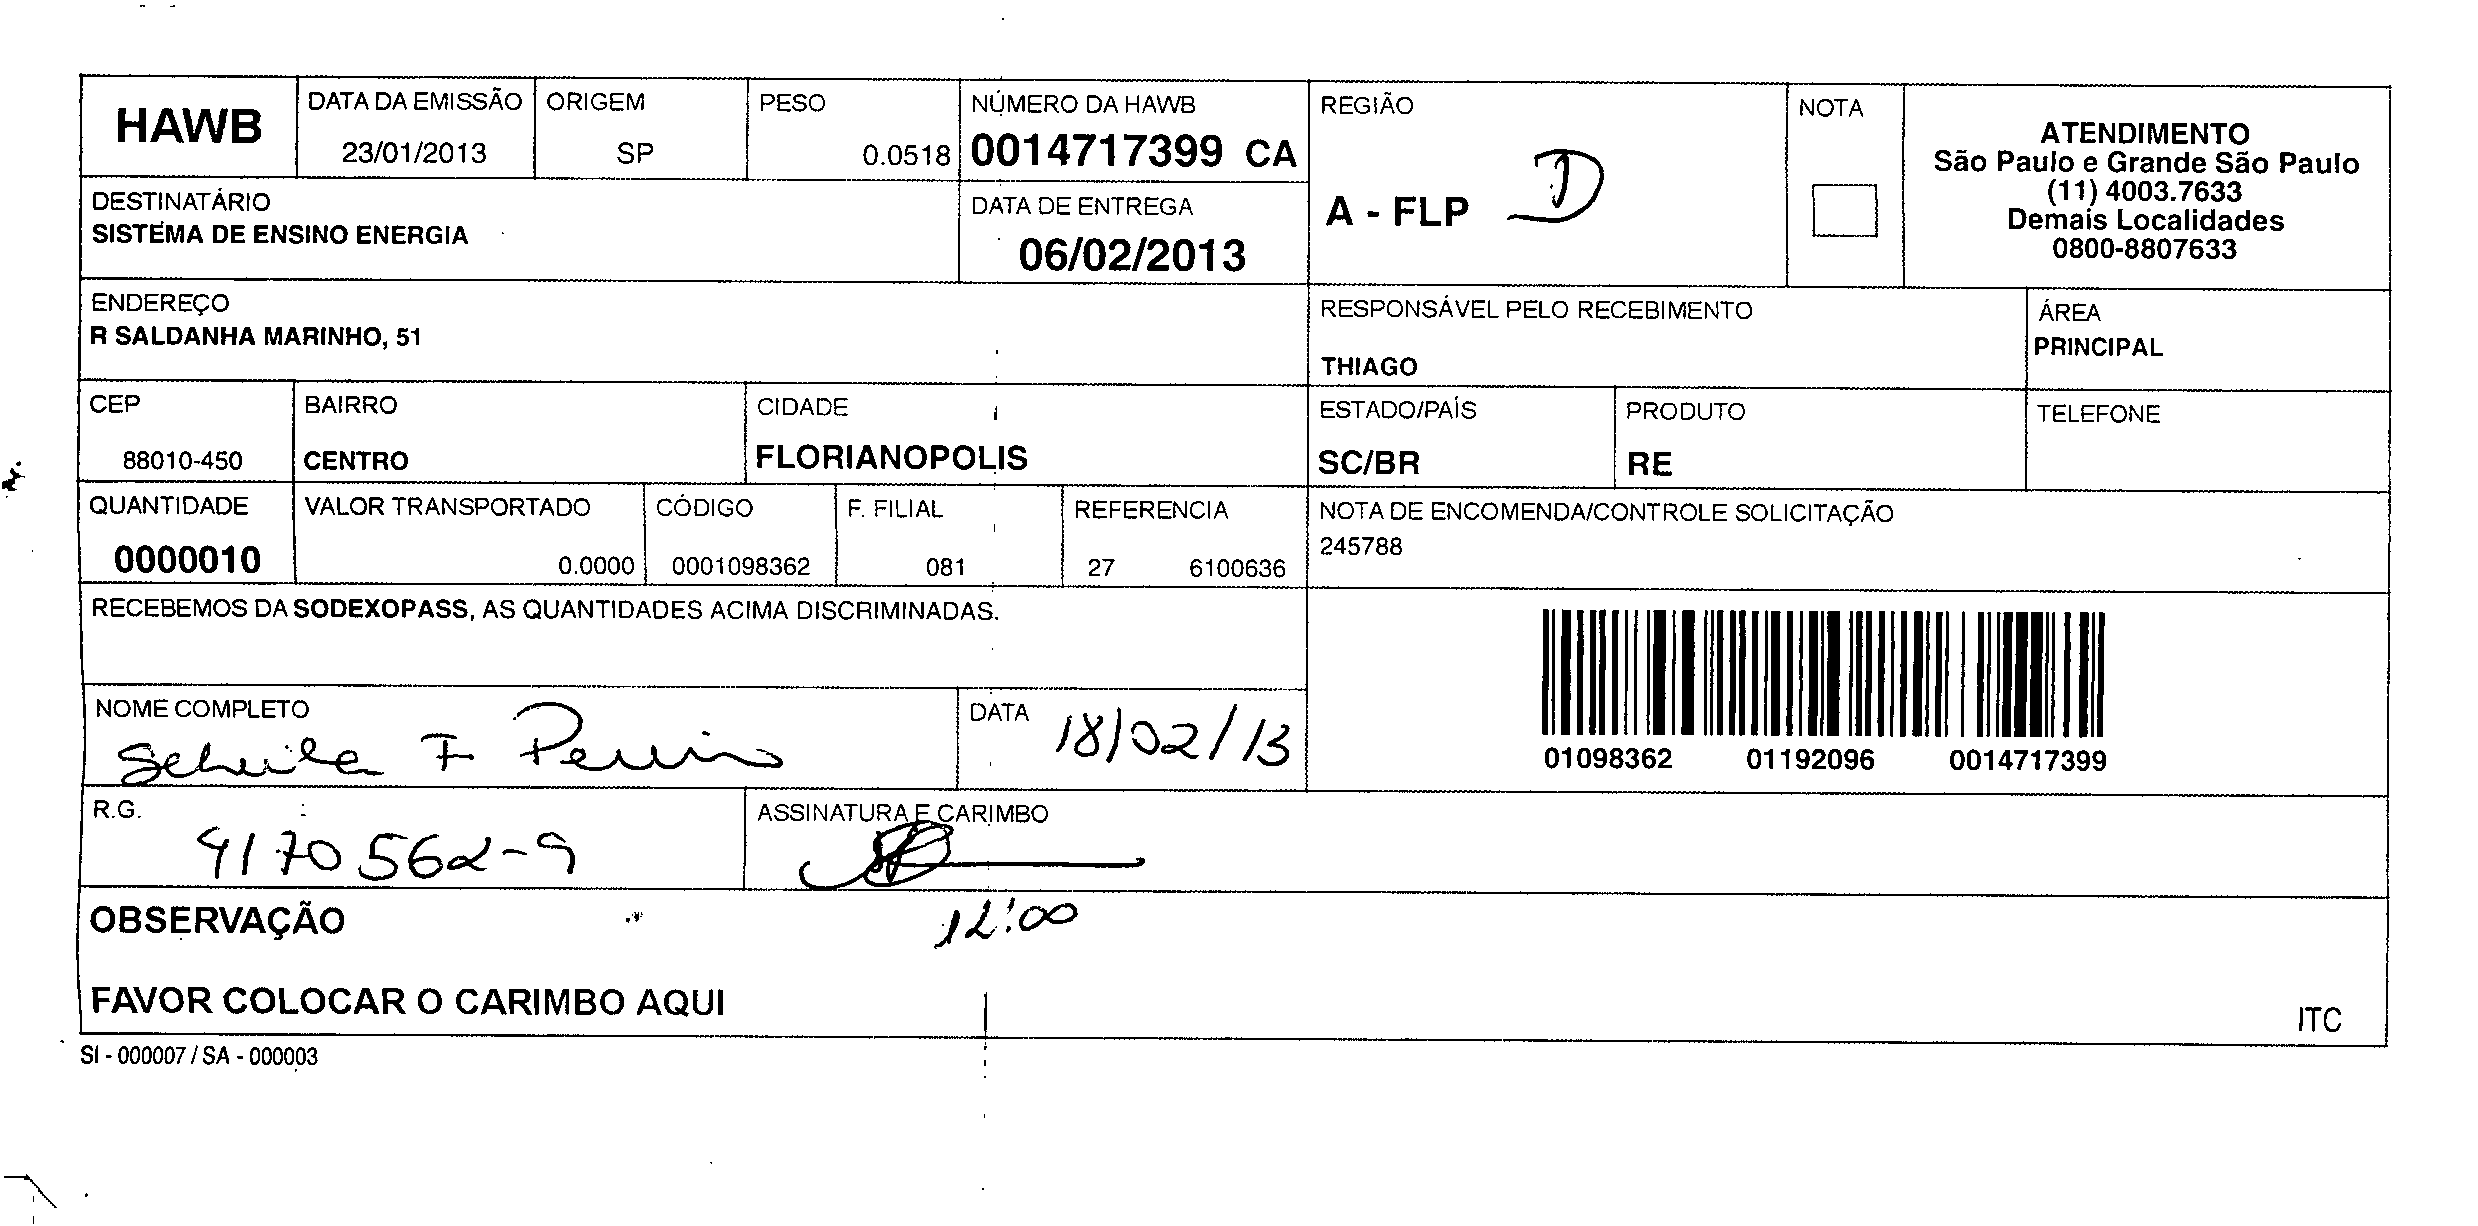 HAWB
DATA DA EMISSÃO
23/01/2013
ORIGEM
SP
PESO
0.0518
NÚMERO DA HAWB
0014717399 CA
REGIÃO
A - FLP D
NOTA
ATENDIMENTO
São Paulo e Grande São Paulo
(11) 4003.7633
Demais Localidades
0800-8807633
DESTINATÁRIO
SISTEMA DE ENSINO ENERGIA
DATA DE ENTREGA
06/02/2013
ENDEREÇO
R SALDANHA MARINHO, 51
RESPONSÁVEL PELO RECEBIMENTO
THIAGO
ÁREA
PRINCIPAL
CEP
88010-450
BAIRRO
CENTRO
CIDADE
FLORIANOPOLIS
ESTADO/PAÍS
SC/BR
PRODUTO
RE
TELEFONE
QUANTIDADE
0000010
VALOR TRANSPORTADO
0.0000
CÓDIGO
0001098362
F. FILIAL
081
REFERENCIA
27 6100636
NOTA DE ENCOMENDA/CONTROLE SOLICITAÇÃO
245788
RECEBEMOS DA SODEXOPASS, AS QUANTIDADES ACIMA DISCRIMINADAS.
01098362 01192096 0014717399
NOME COMPLETO
F
DATA
18/02/13
R.G.
4170562-9
ASSINATURA E CARIMBO
OBSERVAÇÃO
12:00
FAVOR COLOCAR O CARIMBO AQUI
ITC
SI - 000007 / SA - 000003